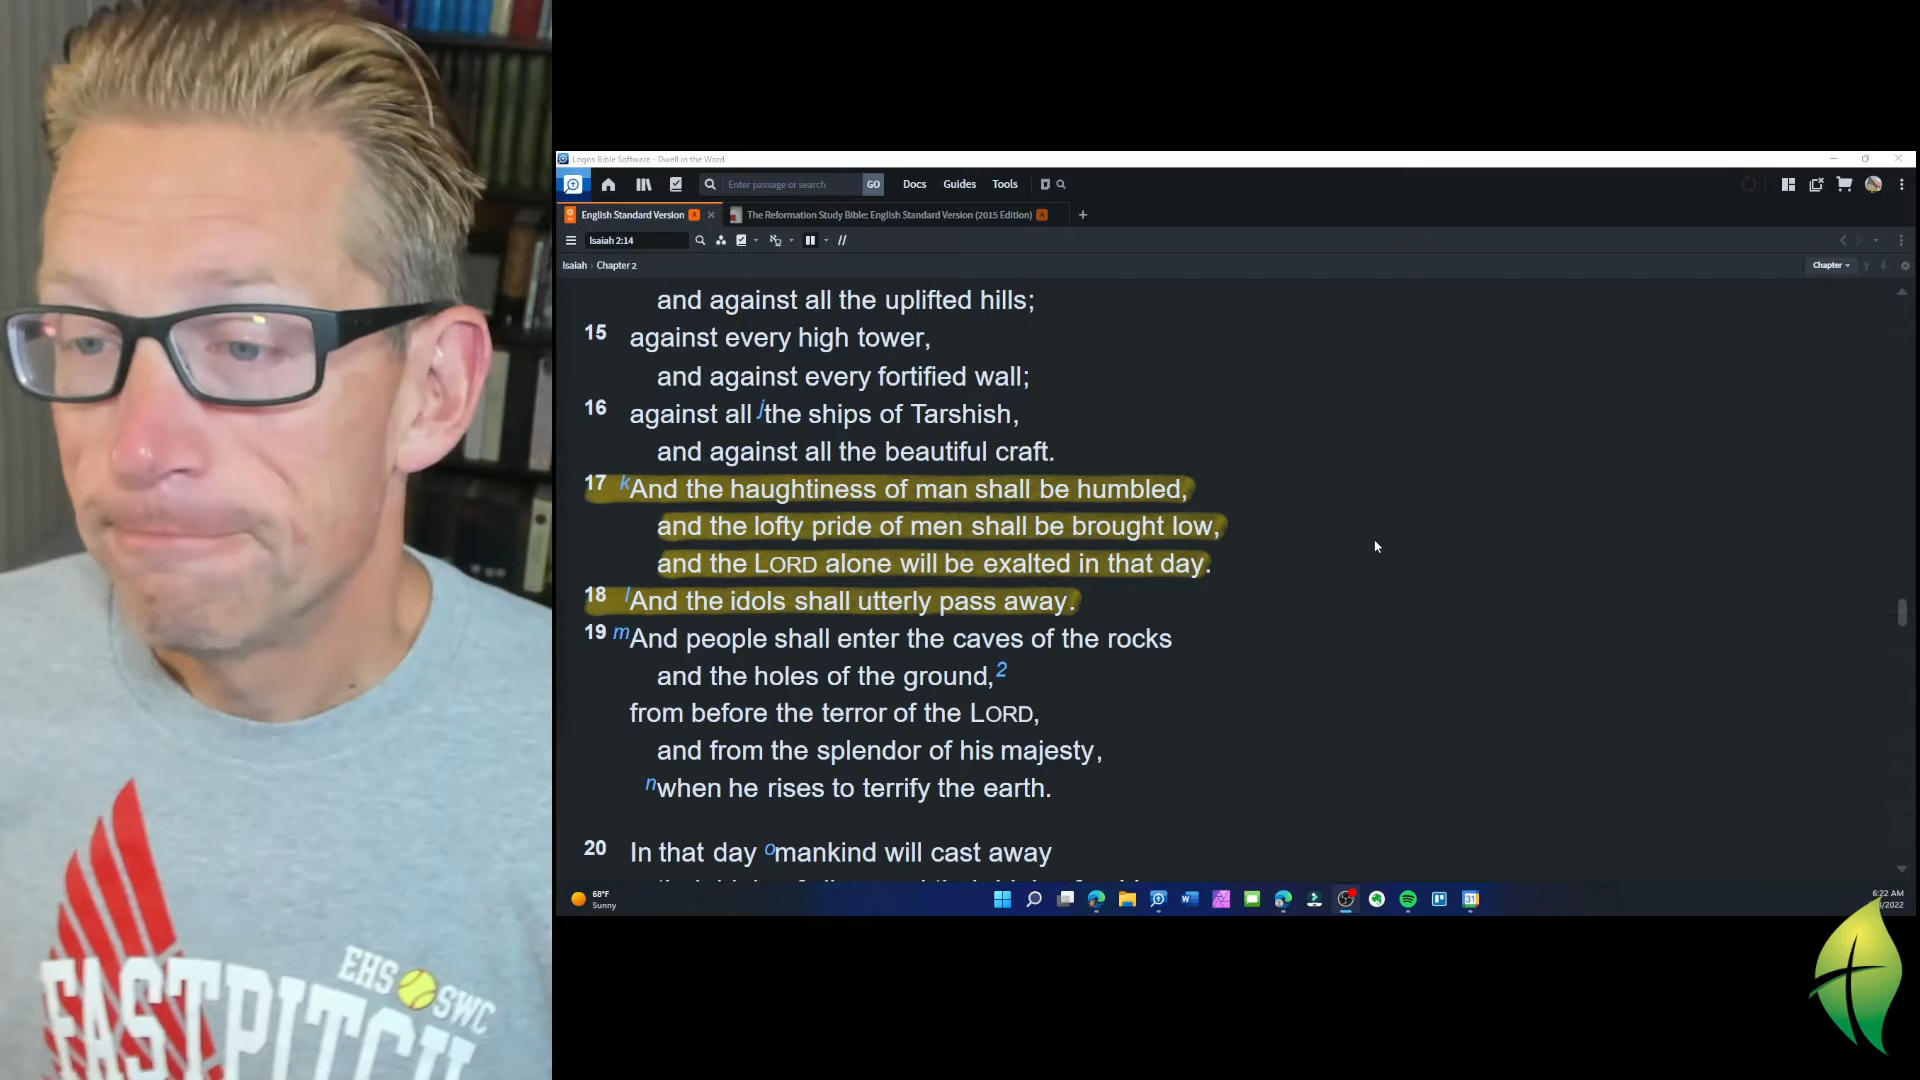 Logos Bible Software - Dwell in the Word
Enter passage or search
GO
Docs
Guides
Tools
English Standard Version A
The Reformation Study Bible: English Standard Version (2015 Edition) A
Isaiah 2:14
Isaiah › Chapter 2
Chapter
and against all the uplifted hills;
15 against every high tower,
and against every fortified wall;
16 against all j the ships of Tarshish,
and against all the beautiful craft.
17 k And the haughtiness of man shall be humbled,
and the lofty pride of men shall be brought low,
and the LORD alone will be exalted in that day.
18 l And the idols shall utterly pass away.
19 m And people shall enter the caves of the rocks
and the holes of the ground, 2
from before the terror of the LORD,
and from the splendor of his majesty,
n when he rises to terrify the earth.
20 In that day o mankind will cast away
68°F
Sunny
31
6:22 AM
EHS SWC
FASTPITCH